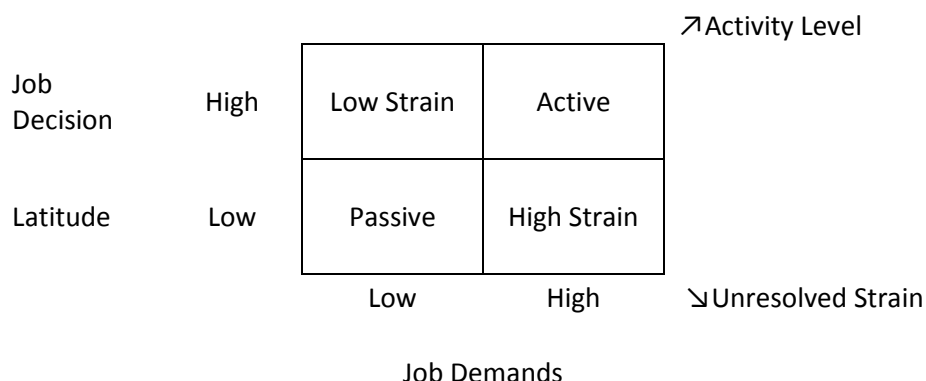 ↗Activity Level
Job
Decision
High
Low Strain
Active
Latitude
Low
Passive
High Strain
Low
High
↘Unresolved Strain
Job Demands